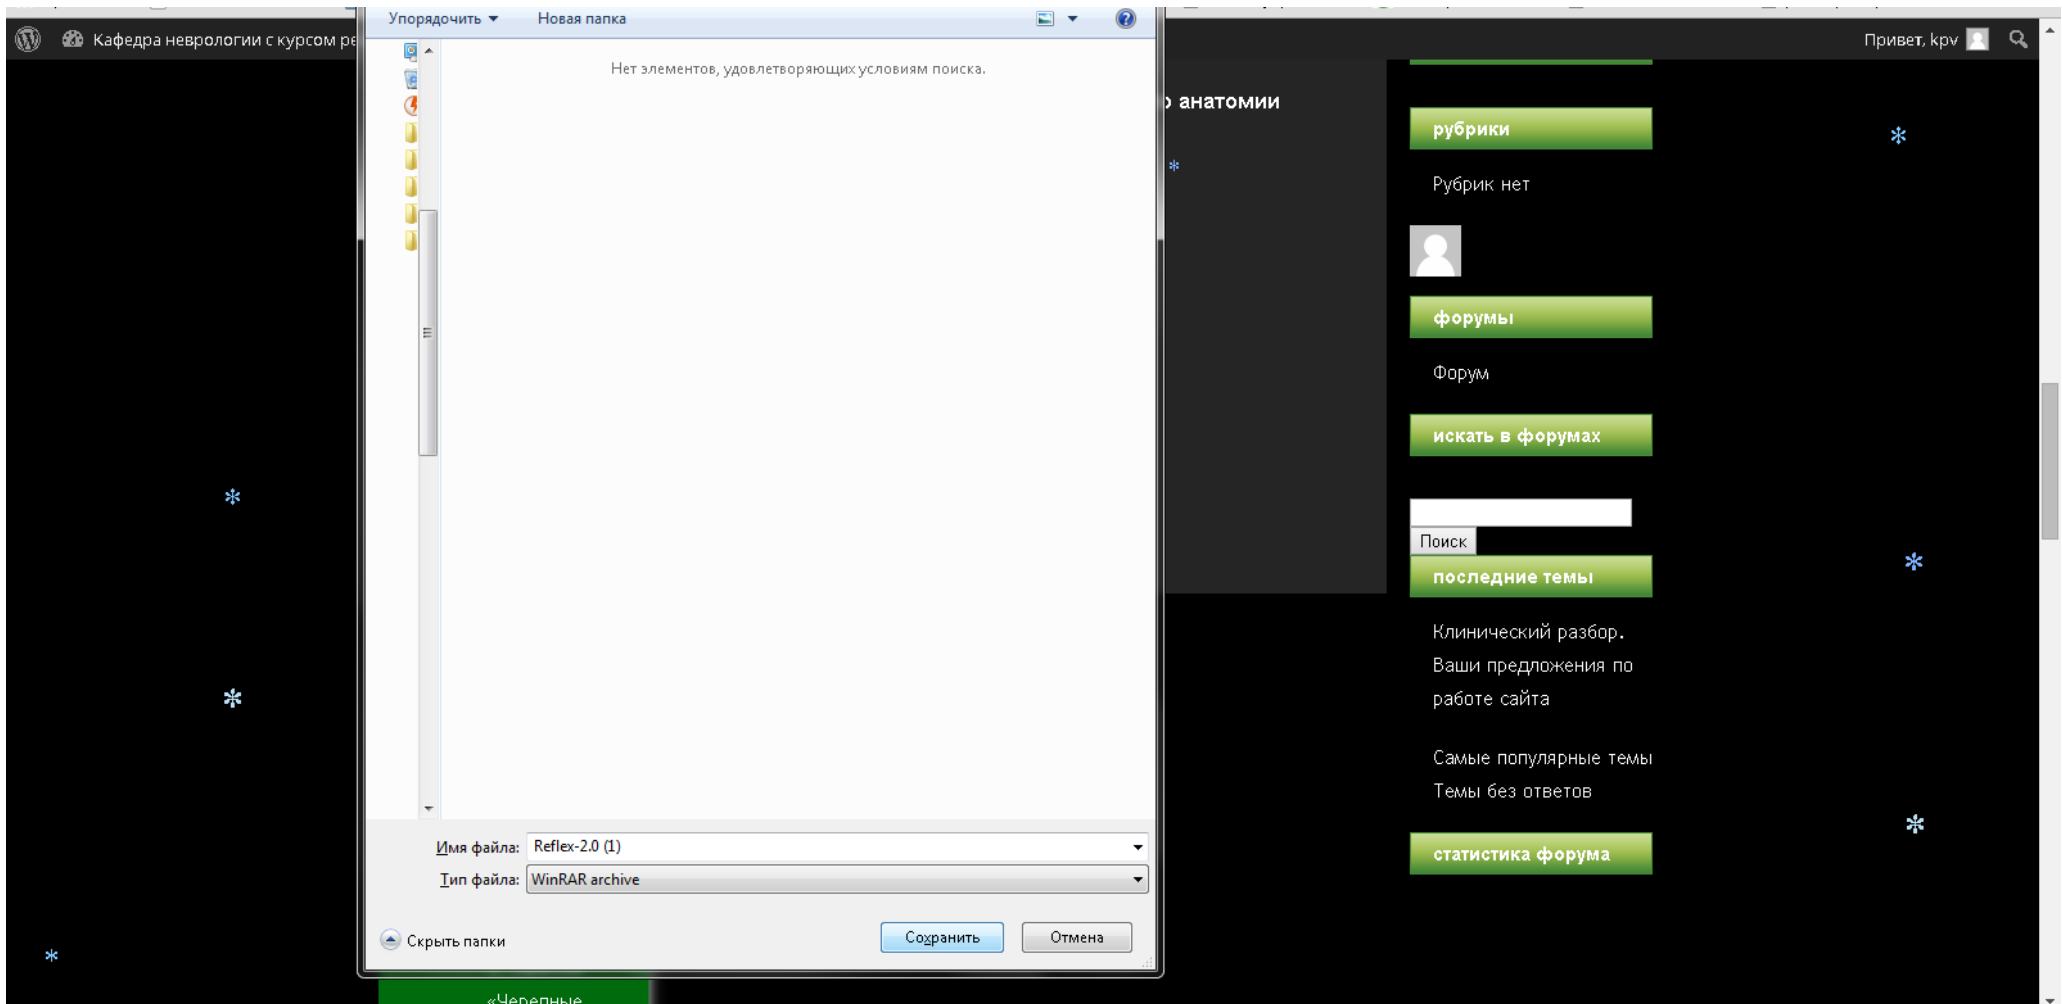 Упорядочить
Новая папка
Кафедра неврологии с курсом ре
Привет, kpv
Нет элементов, удовлетворяющих условиям поиска.
анатомии
рубрики
Рубрик нет
форумы
Форум
искать в форумах
Поиск
последние темы
Клинический разбор.
Ваши предложения по
работе сайта
Самые популярные темы
Темы без ответов
статистика форума
Имя файла: Reflex-2.0 (1)
Тип файла: WinRAR archive
Скрыть папки
Сохранить
Отмена
«Черепные